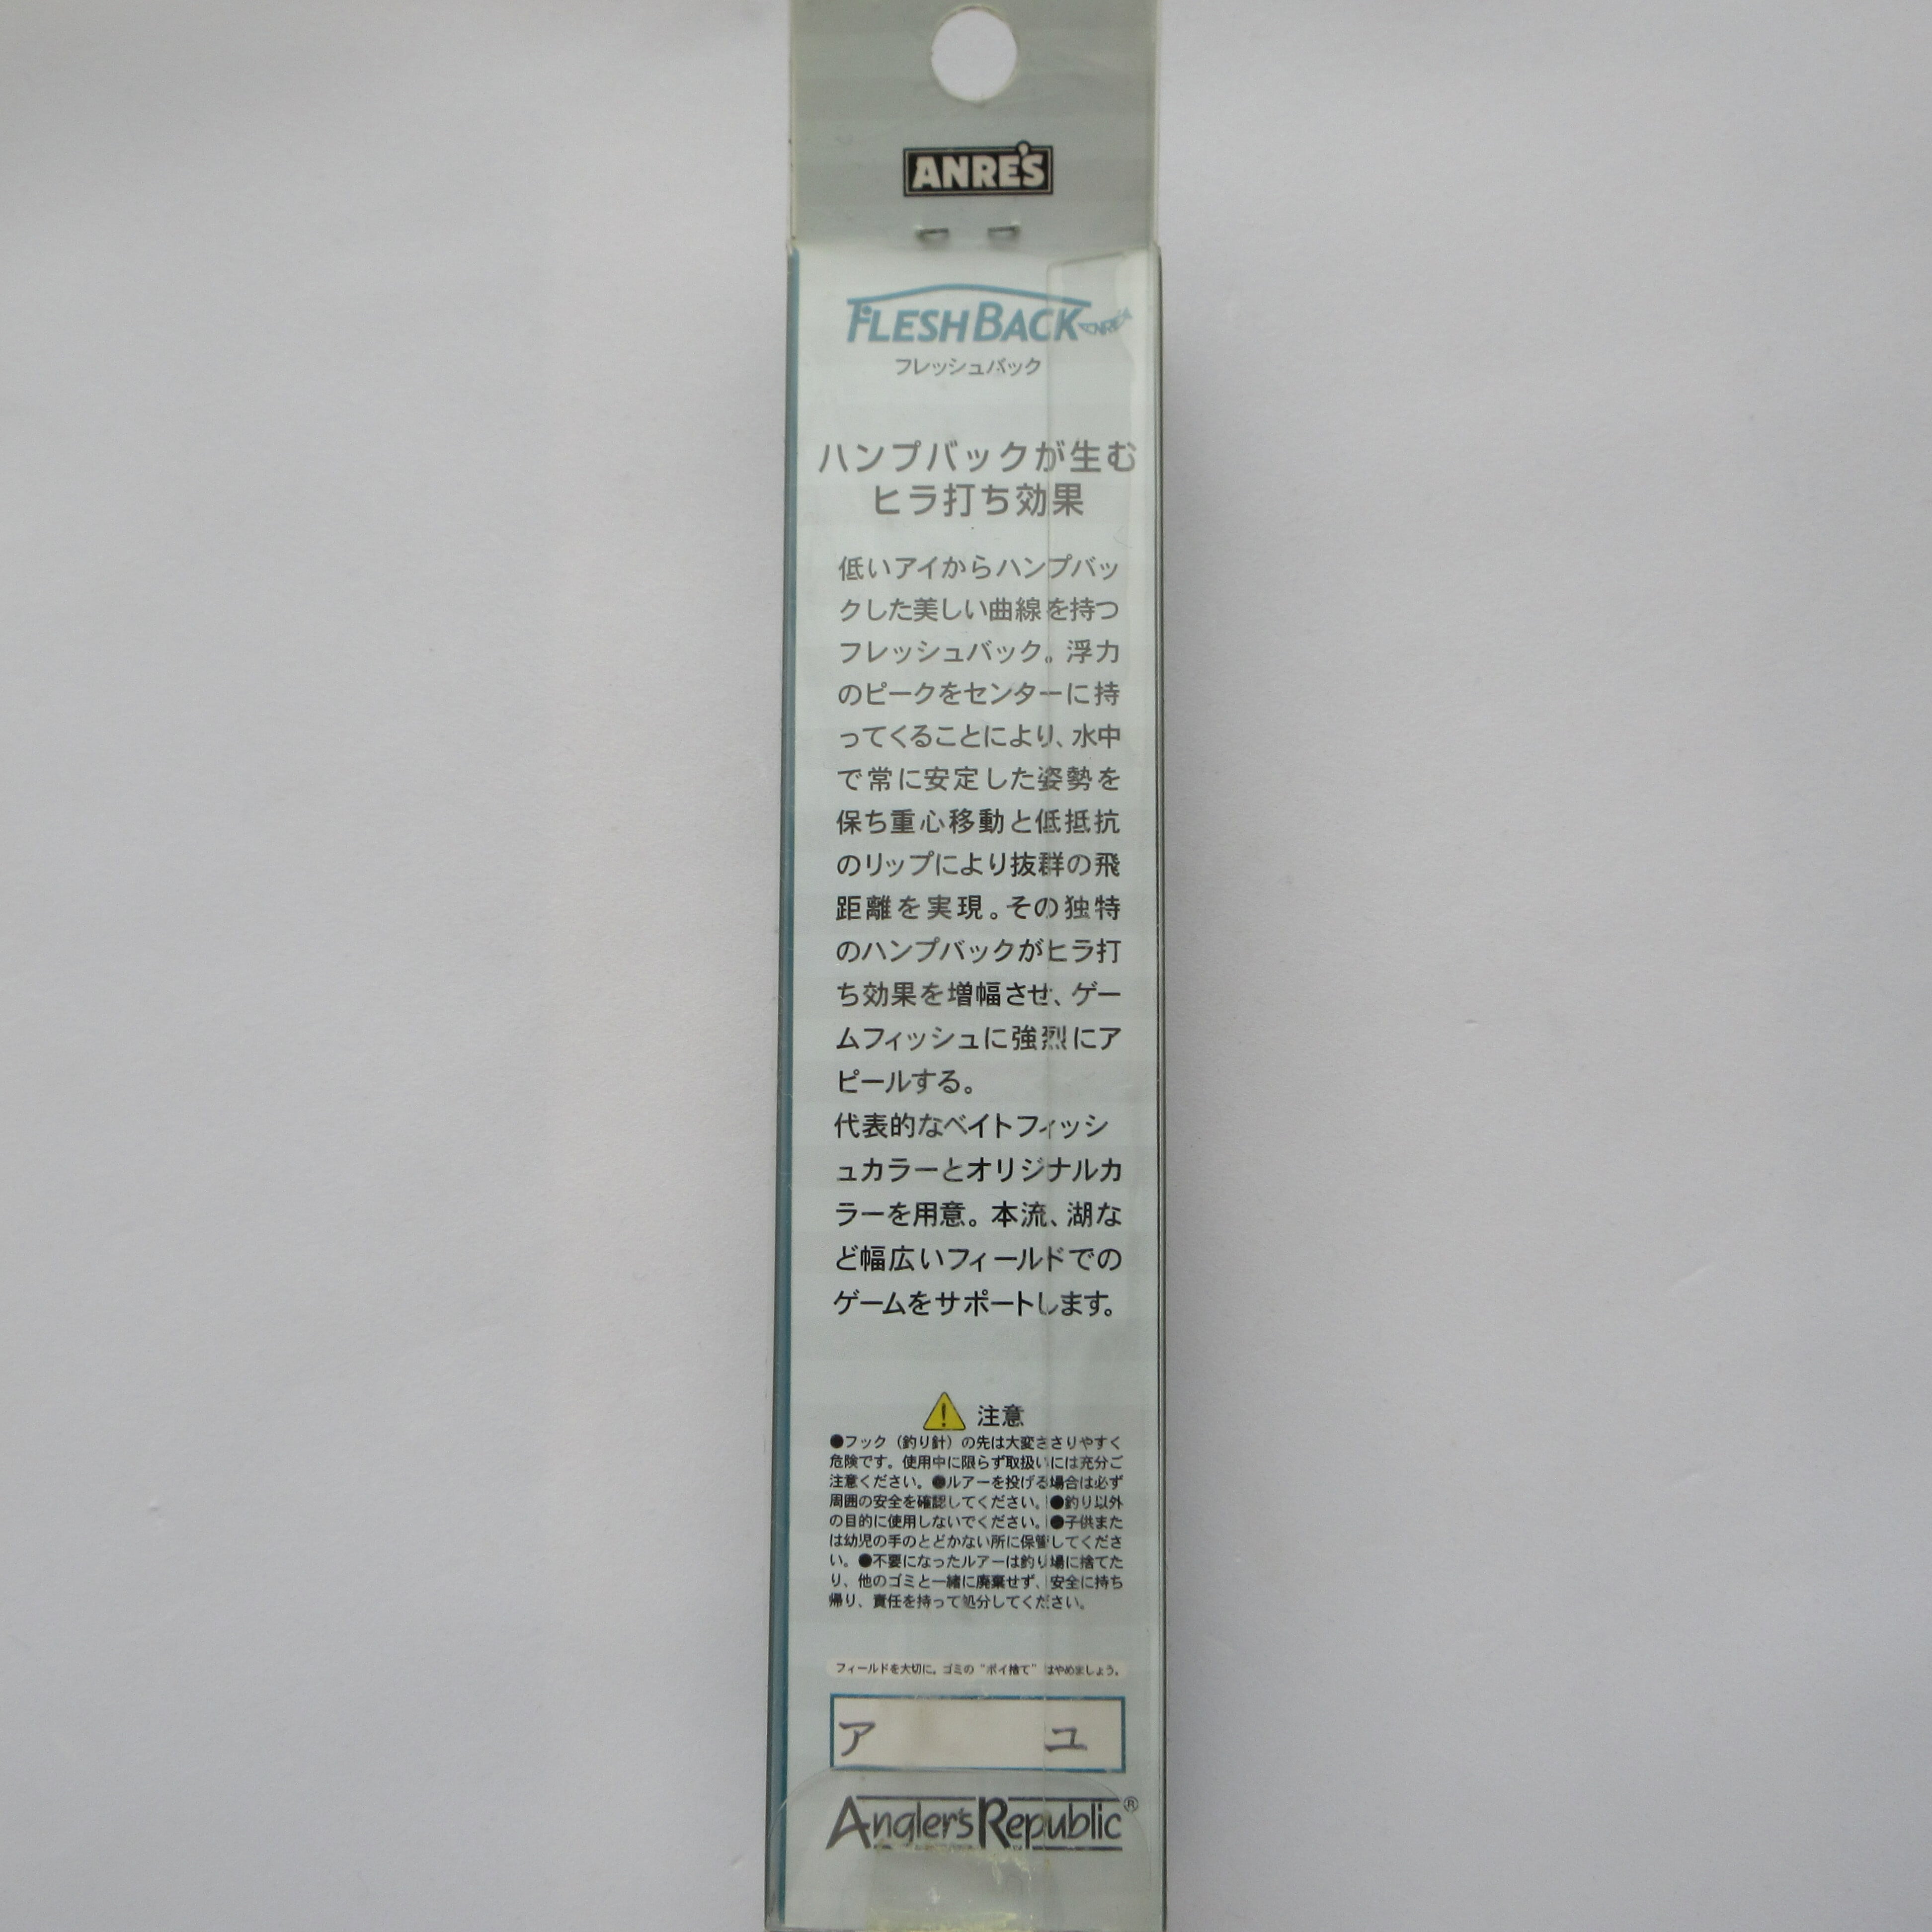 ANRE'S
FLESH BACK
フレッシュバック
ハンプバックが生む
ヒラ打ち効果
低いアイからハンプバッ
クした美しい曲線を持つ
フレッシュバック。浮力
のピークをセンターに持
ってくることにより、水中
で常に安定した姿勢を
保ち重心移動と低抵抗
のリップにより抜群の飛
距離を実現。その独特
のハンプバックがヒラ打
ち効果を増幅させ、ゲー
ムフィッシュに強烈にア
ピールする。
代表的なベイトフィッシ
ュカラーとオリジナルカ
ラーを用意。本流、湖な
ど幅広いフィールドでの
ゲームをサポートします。
注意
●フック（釣り針）の先は大変ささりやすく
危険です。使用中に限らず取扱いには充分ご
注意ください。●ルアーを投げる場合は必ず
周囲の安全を確認してください。●釣り以外
の目的に使用しないでください。●子供また
は幼児の手のとどかない所に保管してくださ
い。●不要になったルアーは釣り場に捨てた
り、他のゴミと一緒に廃棄せず、安全に持ち
帰り、責任を持って処分してください。
フィールドを大切に。ゴミの"ポイ捨て"はやめましょう。
ア ユ
Angler's Republic®